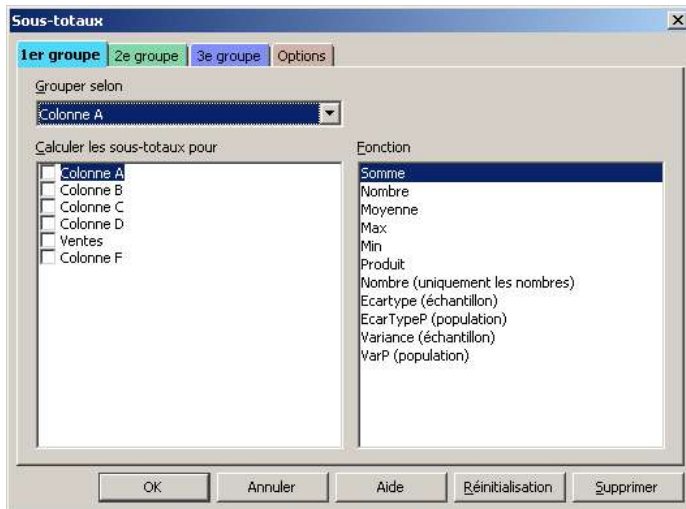 Sous-totaux
1er groupe 2e groupe 3e groupe Options
Grouper selon
Colonne A
Calculer les sous-totaux pour
Colonne A
Colonne B
Colonne C
Colonne D
Ventes
Colonne F
Fonction
Somme
Nombre
Moyenne
Max
Min
Produit
Nombre (uniquement les nombres)
Ecartype (échantillon)
EcarTypeP (population)
Variance (échantillon)
VarP (population)
OK Annuler Aide Réinitialisation Supprimer